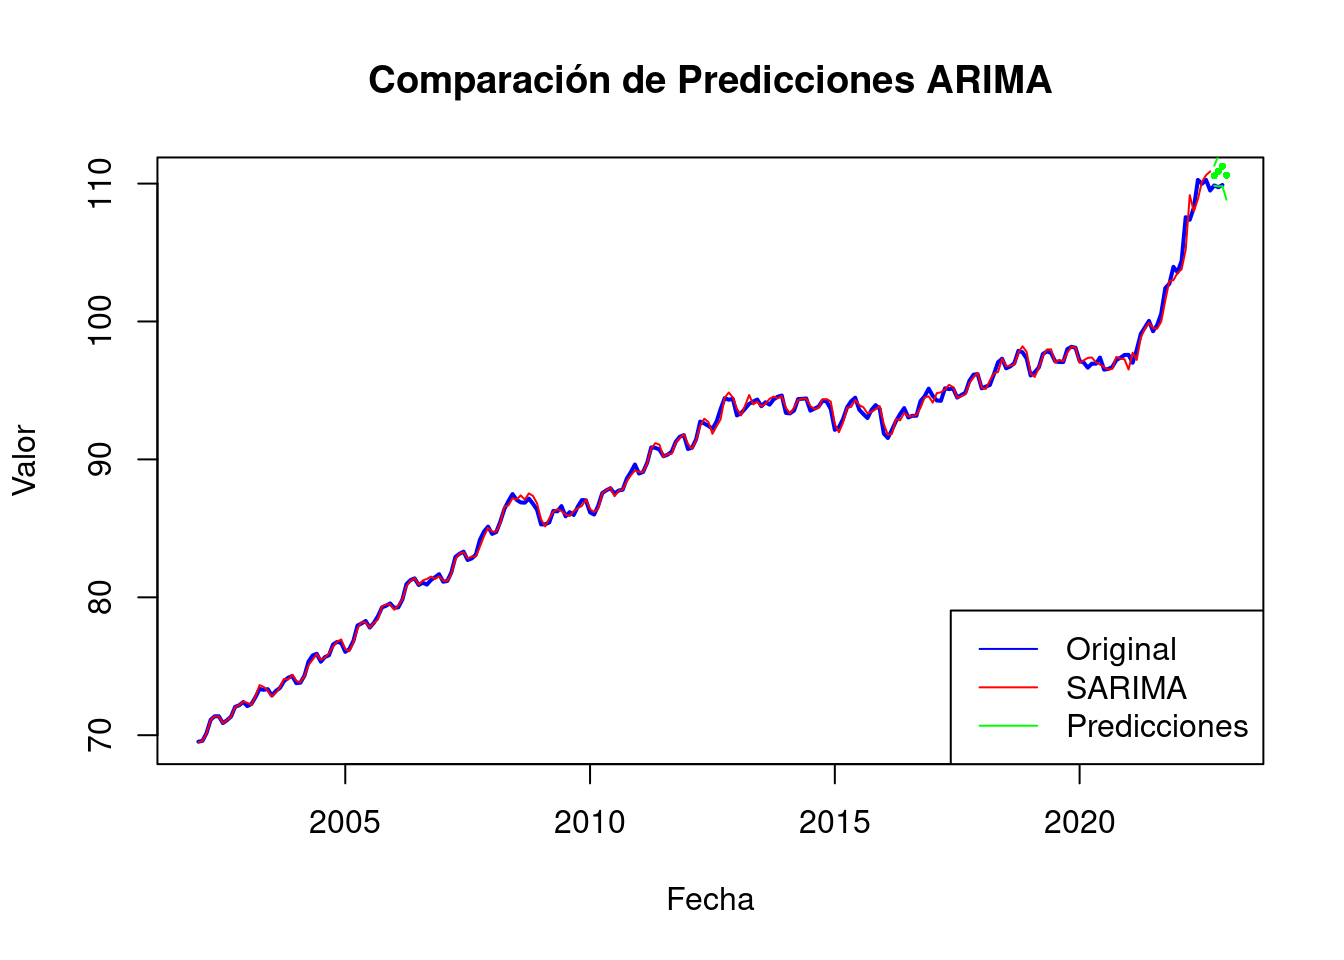 Comparación de Predicciones ARIMA
Valor
110
100
90
80
70
Original
SARIMA
Predicciones
2005
2010
2015
2020
Fecha